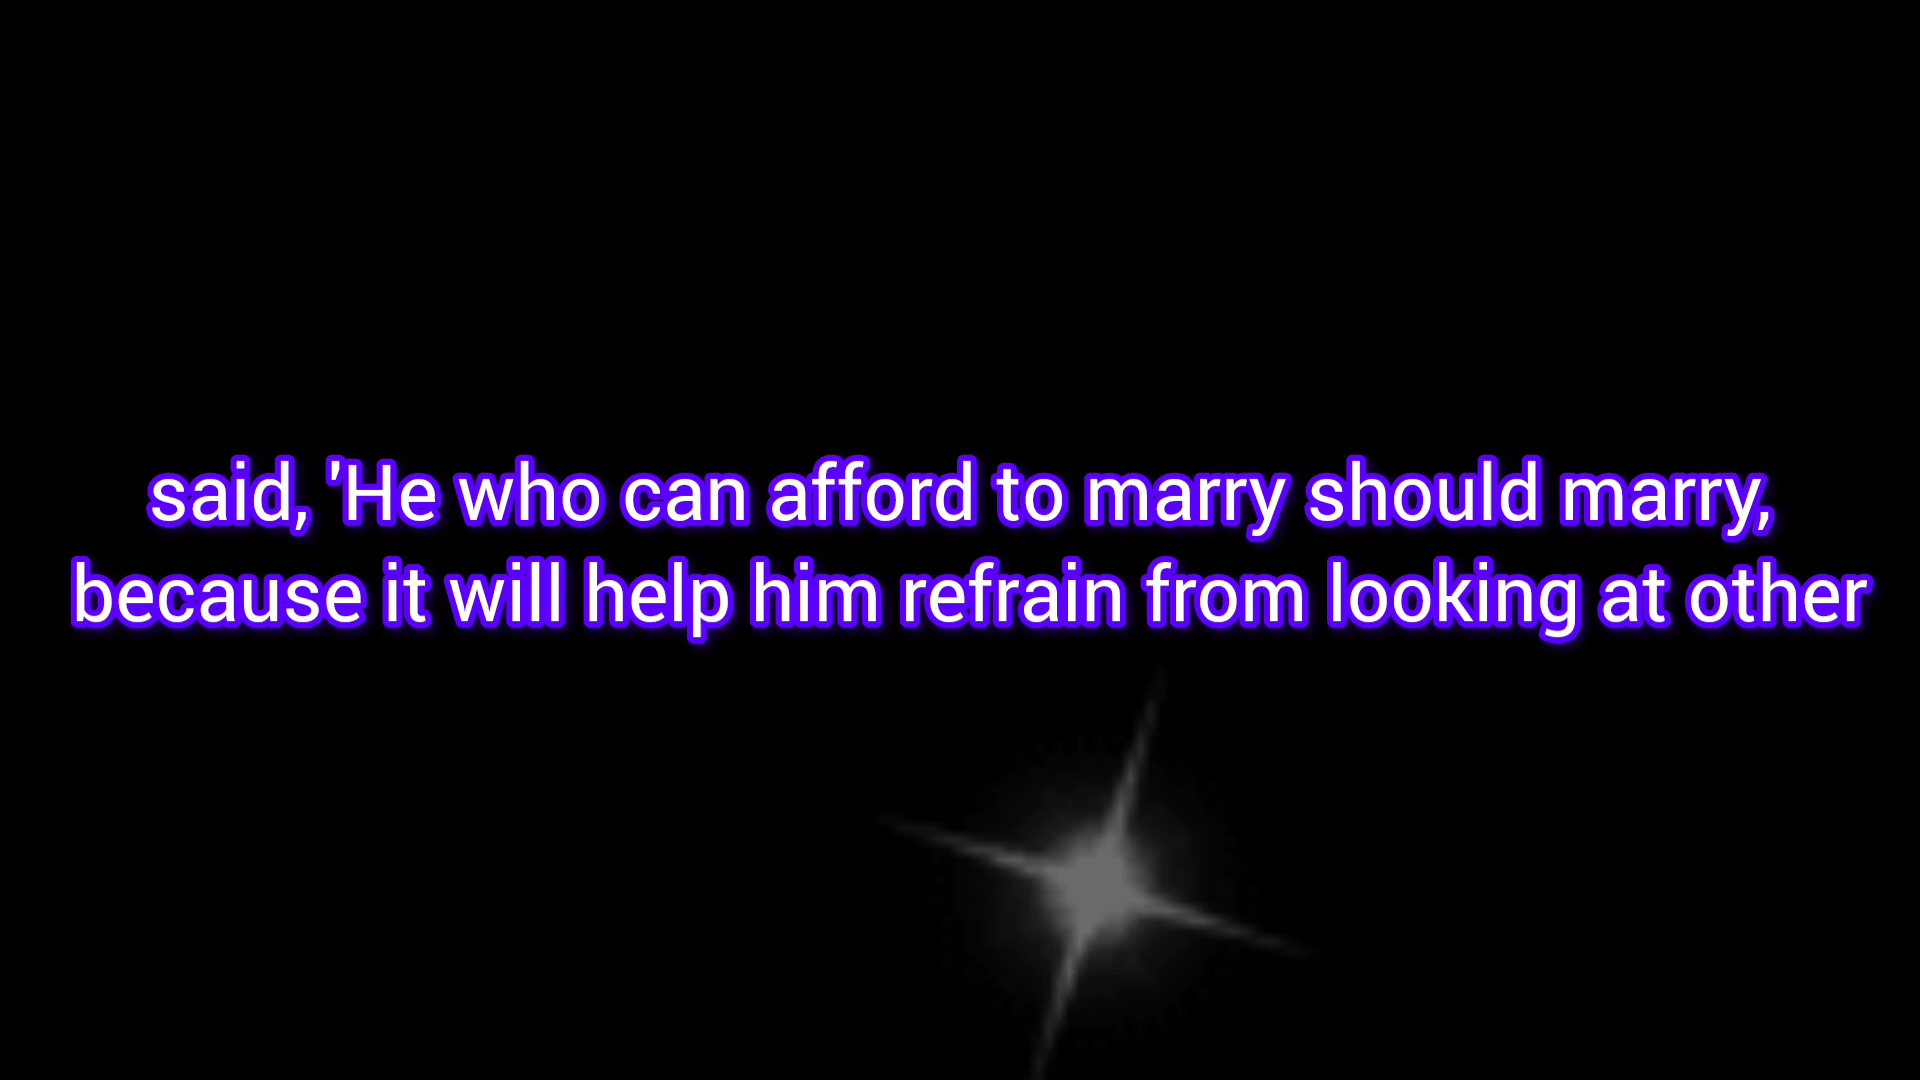 said, 'He who can afford to marry should marry,
because it will help him refrain from looking at other